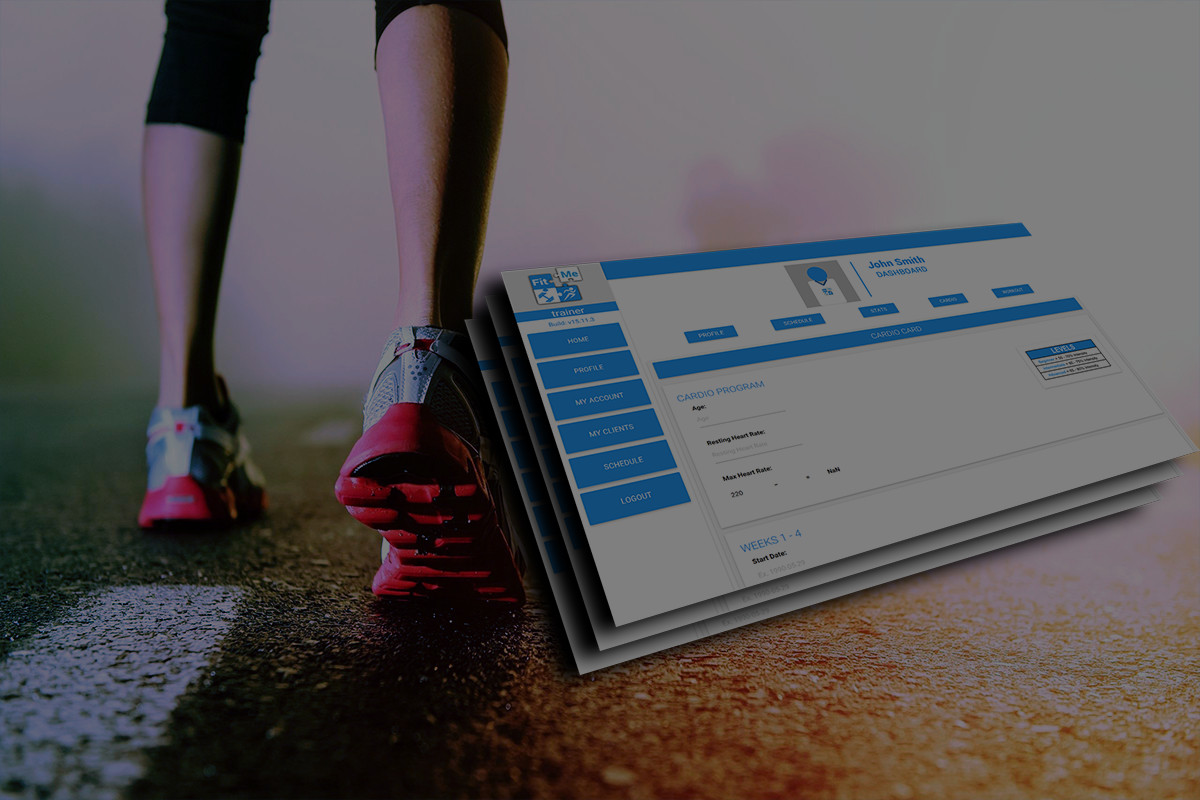 Fit - Me
trainer
Build: v15.11.3
HOME
PROFILE
MY ACCOUNT
MY CLIENTS
SCHEDULE
LOGOUT
John Smith
DASHBOARD
PROFILE
SCHEDULE
STATS
CARDIO
WORKOUT
CARDIO CARD
CARDIO PROGRAM
Age:
Age
Resting Heart Rate:
Resting Heart Rate
Max Heart Rate:
220 - = NaN
LEVELS
WEEKS 1 - 4
Start Date: